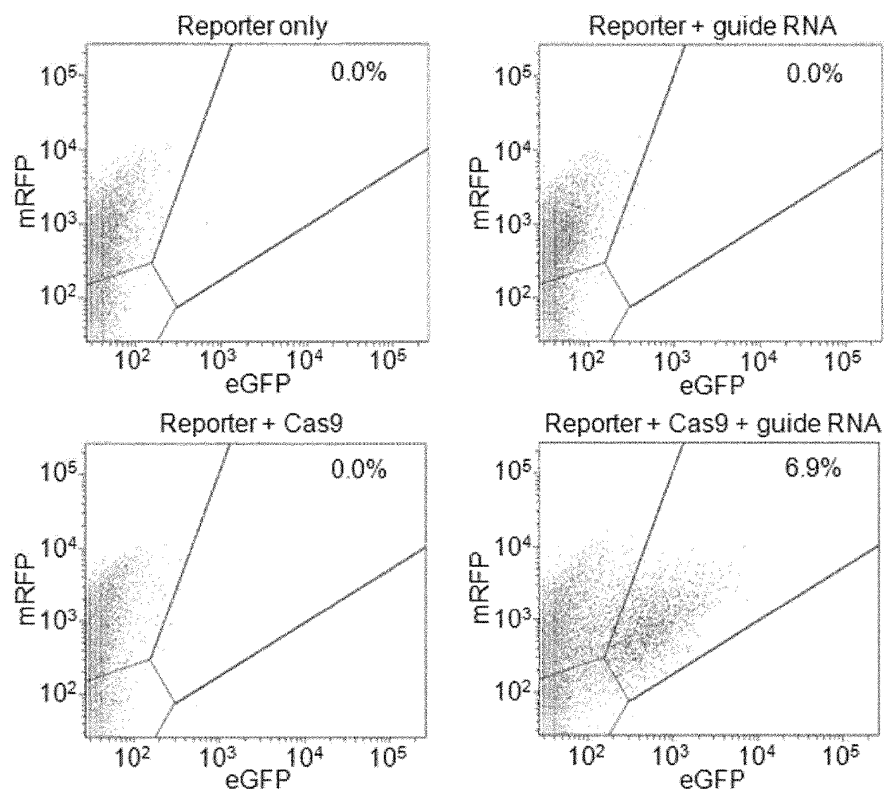 Reporter only
0.0%
10⁵
10⁴
10³
10²
mRFP
10² 10³ 10⁴ 10⁵
eGFP
Reporter + guide RNA
0.0%
10⁵
10⁴
10³
10²
mRFP
10² 10³ 10⁴ 10⁵
eGFP
Reporter + Cas9
0.0%
10⁵
10⁴
10³
10²
mRFP
10² 10³ 10⁴ 10⁵
eGFP
Reporter + Cas9 + guide RNA
6.9%
10⁵
10⁴
10³
10²
mRFP
10² 10³ 10⁴ 10⁵
eGFP